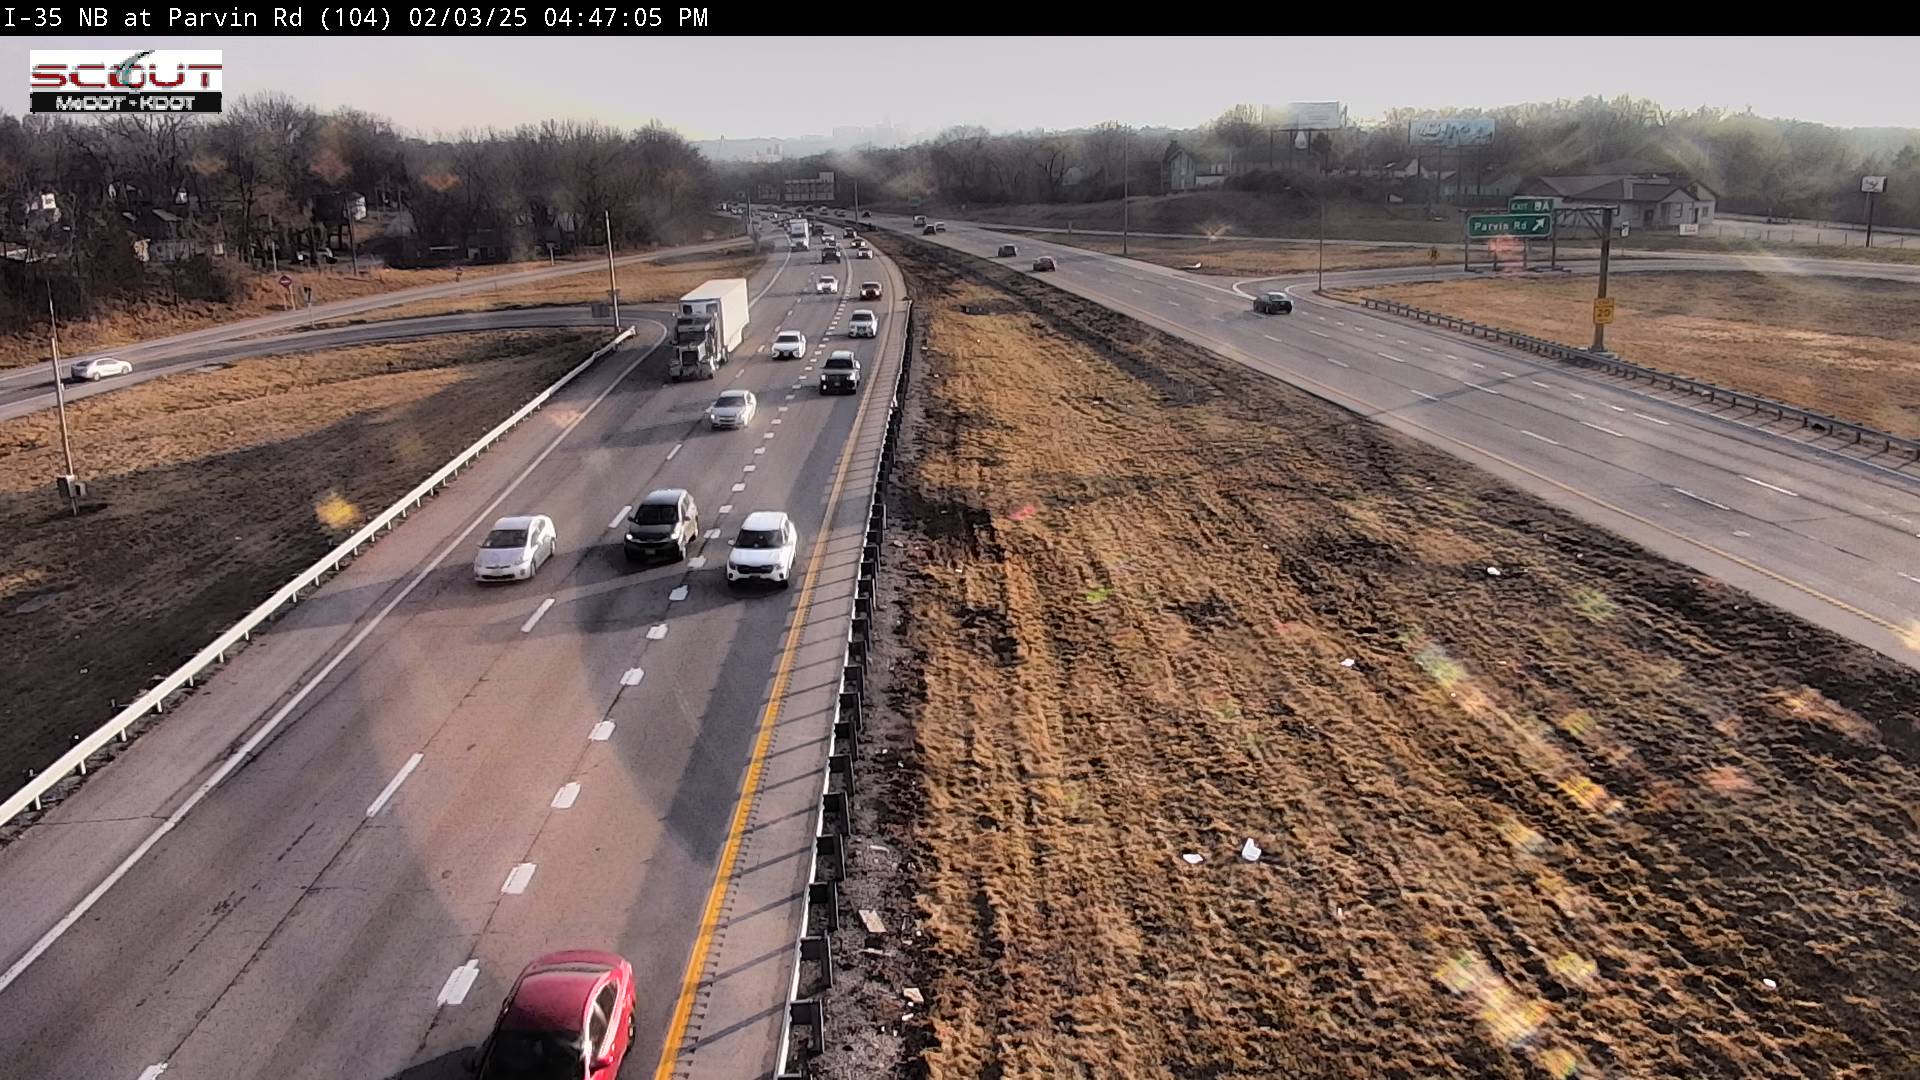 I-35 NB at Parvin Rd (104) 02/03/25 04:47:05 PM
SCOUT
MoDOT - KDOT
EXIT 8A
Parvin Rd
20